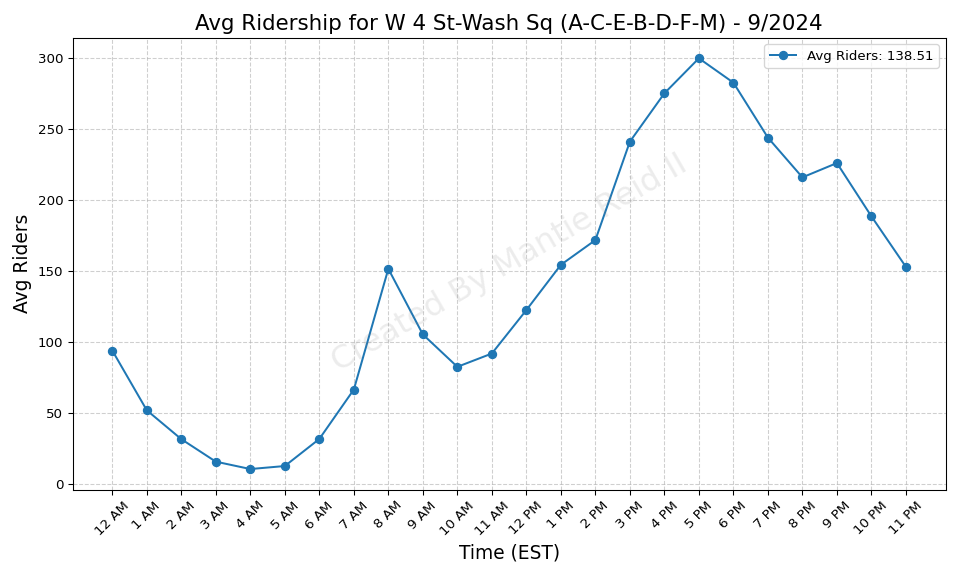 Avg Ridership for W 4 St-Wash Sq (A-C-E-B-D-F-M) - 9/2024
Avg Riders: 138.51
300
250
200
150
100
50
0
Avg Riders
Created By Mantie Reid II
12 AM
1 AM
2 AM
3 AM
4 AM
5 AM
6 AM
7 AM
8 AM
9 AM
10 AM
11 AM
12 PM
1 PM
2 PM
3 PM
4 PM
5 PM
6 PM
7 PM
8 PM
9 PM
10 PM
11 PM
Time (EST)